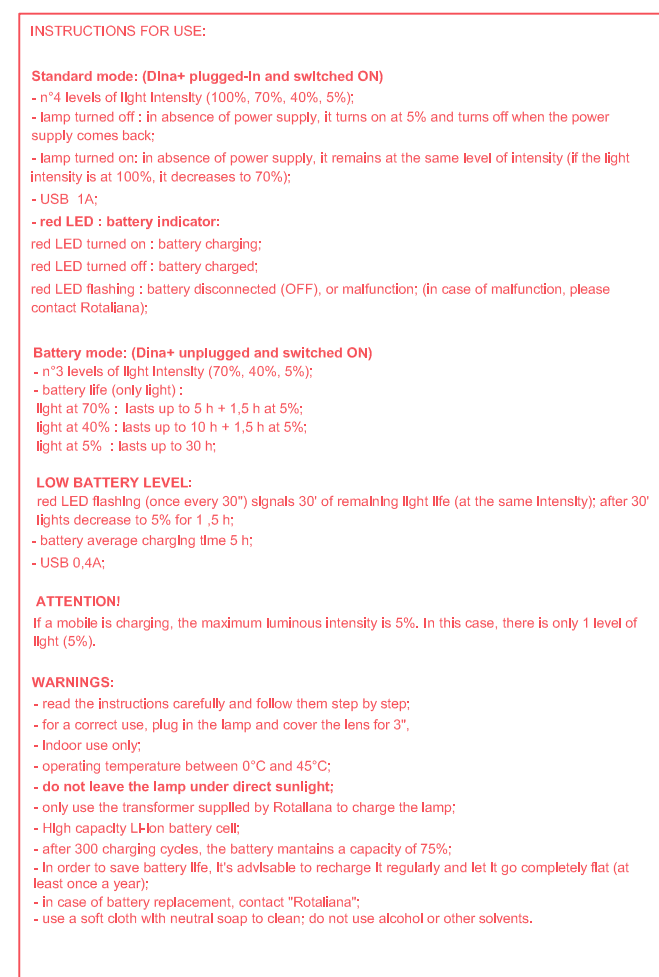 INSTRUCTIONS FOR USE:
Standard mode: (Dina+ plugged-in and switched ON)
- n°4 levels of light intensity (100%, 70%, 40%, 5%);
- lamp turned off : in absence of power supply, it turns on at 5% and turns off when the power
supply comes back;
- lamp turned on: in absence of power supply, it remains at the same level of intensity (if the light
intensity is at 100%, it decreases to 70%);
- USB 1A;
- red LED : battery indicator:
red LED turned on : battery charging;
red LED turned off : battery charged;
red LED flashing : battery disconnected (OFF), or malfunction; (in case of malfunction, please
contact Rotaliana);
Battery mode: (Dina+ unplugged and switched ON)
- n°3 levels of light intensity (70%, 40%, 5%);
- battery life (only light) :
light at 70% : lasts up to 5 h + 1,5 h at 5%;
light at 40% : lasts up to 10 h + 1,5 h at 5%;
light at 5% : lasts up to 30 h;
LOW BATTERY LEVEL:
red LED flashing (once every 30") signals 30' of remaining light life (at the same intensity); after 30'
lights decrease to 5% for 1 ,5 h;
- battery average charging time 5 h;
- USB 0,4A;
ATTENTION!
If a mobile is charging, the maximum luminous intensity is 5%. In this case, there is only 1 level of
light (5%).
WARNINGS:
- read the instructions carefully and follow them step by step;
- for a correct use, plug in the lamp and cover the lens for 3",
- Indoor use only;
- operating temperature between 0°C and 45°C;
- do not leave the lamp under direct sunlight;
- only use the transformer supplied by Rotaliana to charge the lamp;
- High capacity Li-Ion battery cell;
- after 300 charging cycles, the battery mantains a capacity of 75%;
- In order to save battery life, it's advisable to recharge it regularly and let it go completely flat (at
least once a year);
- in case of battery replacement, contact "Rotaliana";
- use a soft cloth with neutral soap to clean; do not use alcohol or other solvents.